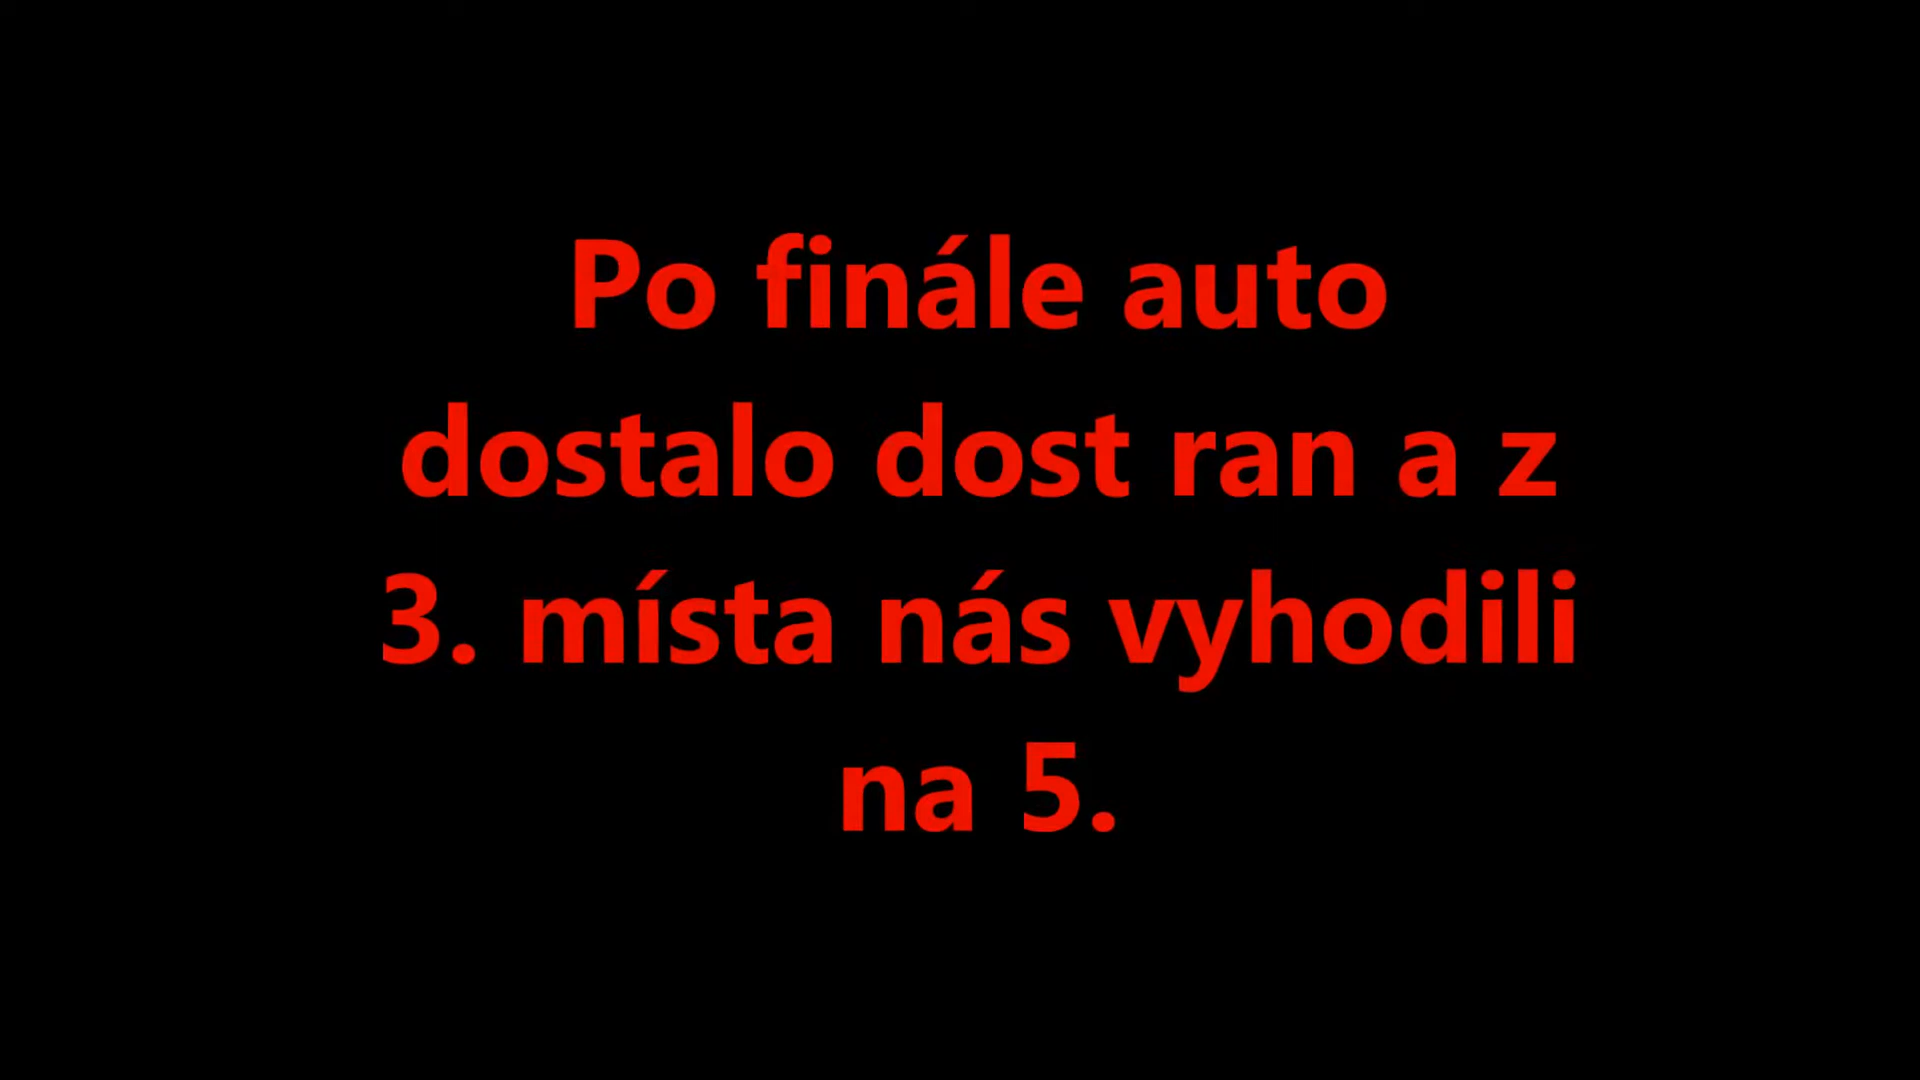 Po finále auto
dostalo dost ran a z
3. místa nás vyhodili
na 5.